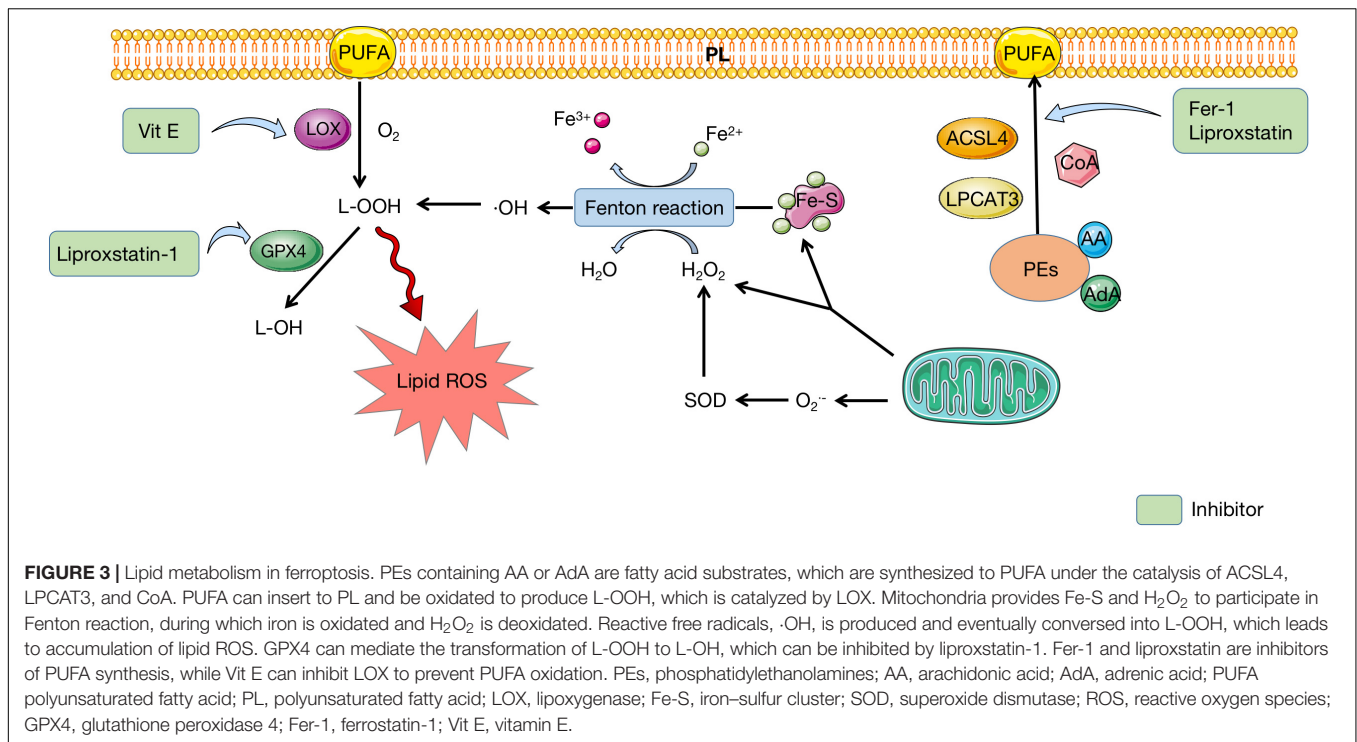 PUFA
PL
PUFA
Vit E
LOX
O₂
Fe³⁺
Fe²⁺
ACSL4
CoA
Fer-1
Liproxstatin
L-OOH
·OH
Fenton reaction
Fe-S
LPCAT3
Liproxstatin-1
GPX4
H₂O
H₂O₂
PEs
AA
AdA
L-OH
Lipid ROS
SOD
O₂·-
Inhibitor
FIGURE 3 | Lipid metabolism in ferroptosis. PEs containing AA or AdA are fatty acid substrates, which are synthesized to PUFA under the catalysis of ACSL4,
LPCAT3, and CoA. PUFA can insert to PL and be oxidated to produce L-OOH, which is catalyzed by LOX. Mitochondria provides Fe-S and H₂O₂ to participate in
Fenton reaction, during which iron is oxidated and H₂O₂ is deoxidated. Reactive free radicals, ·OH, is produced and eventually conversed into L-OOH, which leads
to accumulation of lipid ROS. GPX4 can mediate the transformation of L-OOH to L-OH, which can be inhibited by liproxstatin-1. Fer-1 and liproxstatin are inhibitors
of PUFA synthesis, while Vit E can inhibit LOX to prevent PUFA oxidation. PEs, phosphatidylethanolamines; AA, arachidonic acid; AdA, adrenic acid; PUFA
polyunsaturated fatty acid; PL, polyunsaturated fatty acid; LOX, lipoxygenase; Fe-S, iron–sulfur cluster; SOD, superoxide dismutase; ROS, reactive oxygen species;
GPX4, glutathione peroxidase 4; Fer-1, ferrostatin-1; Vit E, vitamin E.